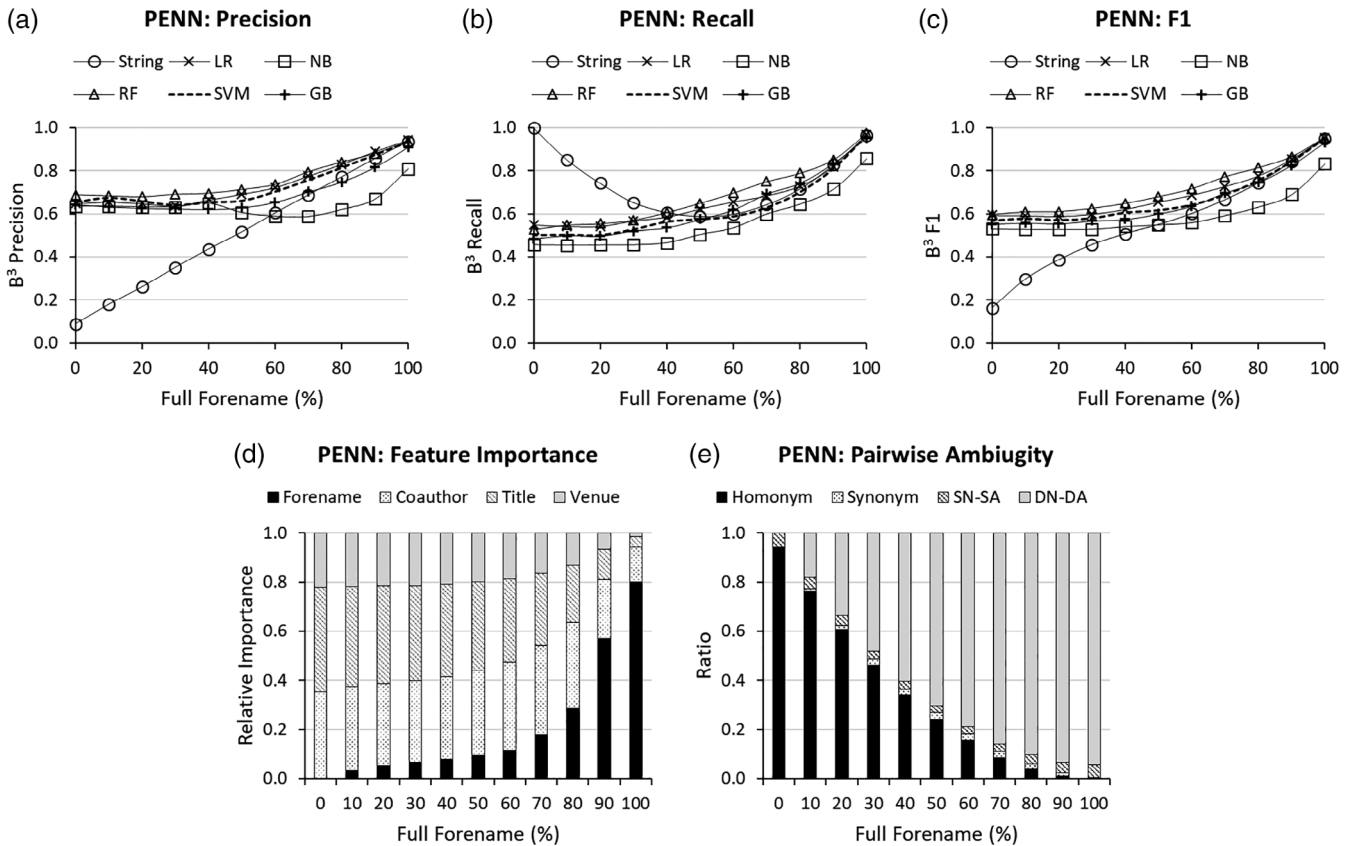 (a) PENN: Precision
String LR NB
RF SVM GB
B³ Precision
1.0
0.8
0.6
0.4
0.2
0.0
0 20 40 60 80 100
Full Forename (%)
(b) PENN: Recall
String LR NB
RF SVM GB
B³ Recall
1.0
0.8
0.6
0.4
0.2
0.0
0 20 40 60 80 100
Full Forename (%)
(c) PENN: F1
String LR NB
RF SVM GB
B³ F1
1.0
0.8
0.6
0.4
0.2
0.0
0 20 40 60 80 100
Full Forename (%)
(d) PENN: Feature Importance
Forename Coauthor Title Venue
Relative Importance
1.0
0.8
0.6
0.4
0.2
0.0
0 10 20 30 40 50 60 70 80 90 100
Full Forename (%)
(e) PENN: Pairwise Ambiugity
Homonym Synonym SN-SA DN-DA
Ratio
1.0
0.8
0.6
0.4
0.2
0.0
0 10 20 30 40 50 60 70 80 90 100
Full Forename (%)